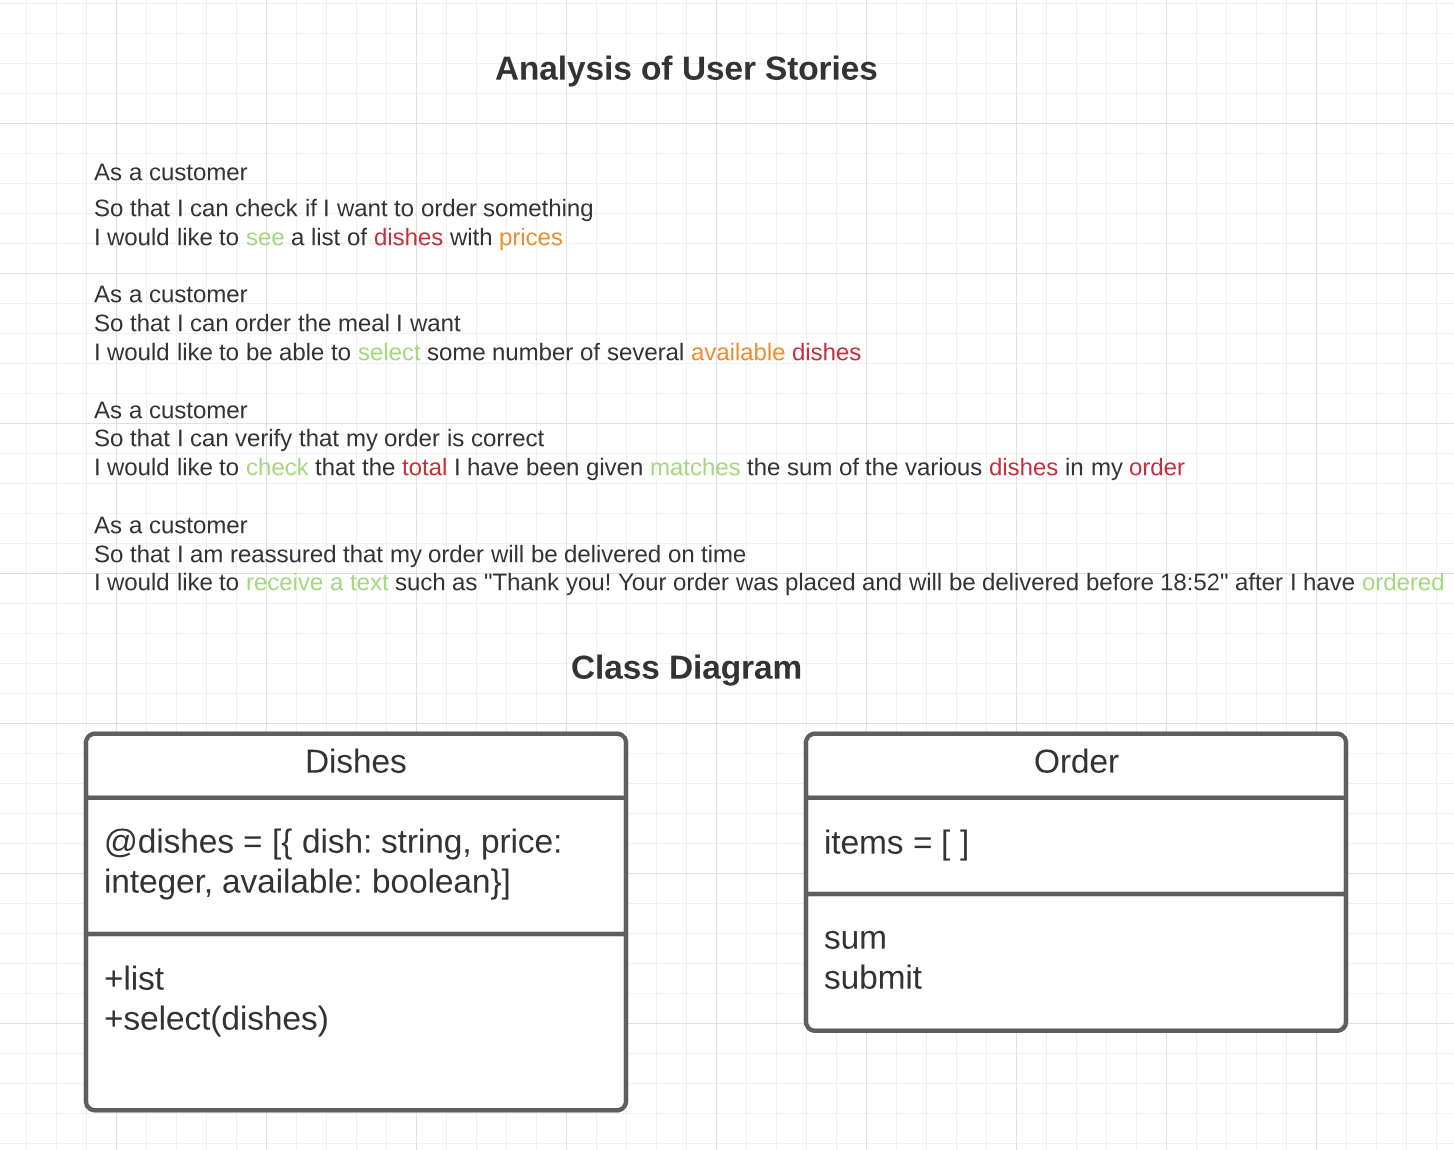 Analysis of User Stories
As a customer
So that I can check if I want to order something
I would like to see a list of dishes with prices
As a customer
So that I can order the meal I want
I would like to be able to select some number of several available dishes
As a customer
So that I can verify that my order is correct
I would like to check that the total I have been given matches the sum of the various dishes in my order
As a customer
So that I am reassured that my order will be delivered on time
I would like to receive a text such as "Thank you! Your order was placed and will be delivered before 18:52" after I have ordered
Class Diagram
Dishes
@dishes = [{ dish: string, price:
integer, available: boolean}]
+list
+select(dishes)
Order
items = [ ]
sum
submit